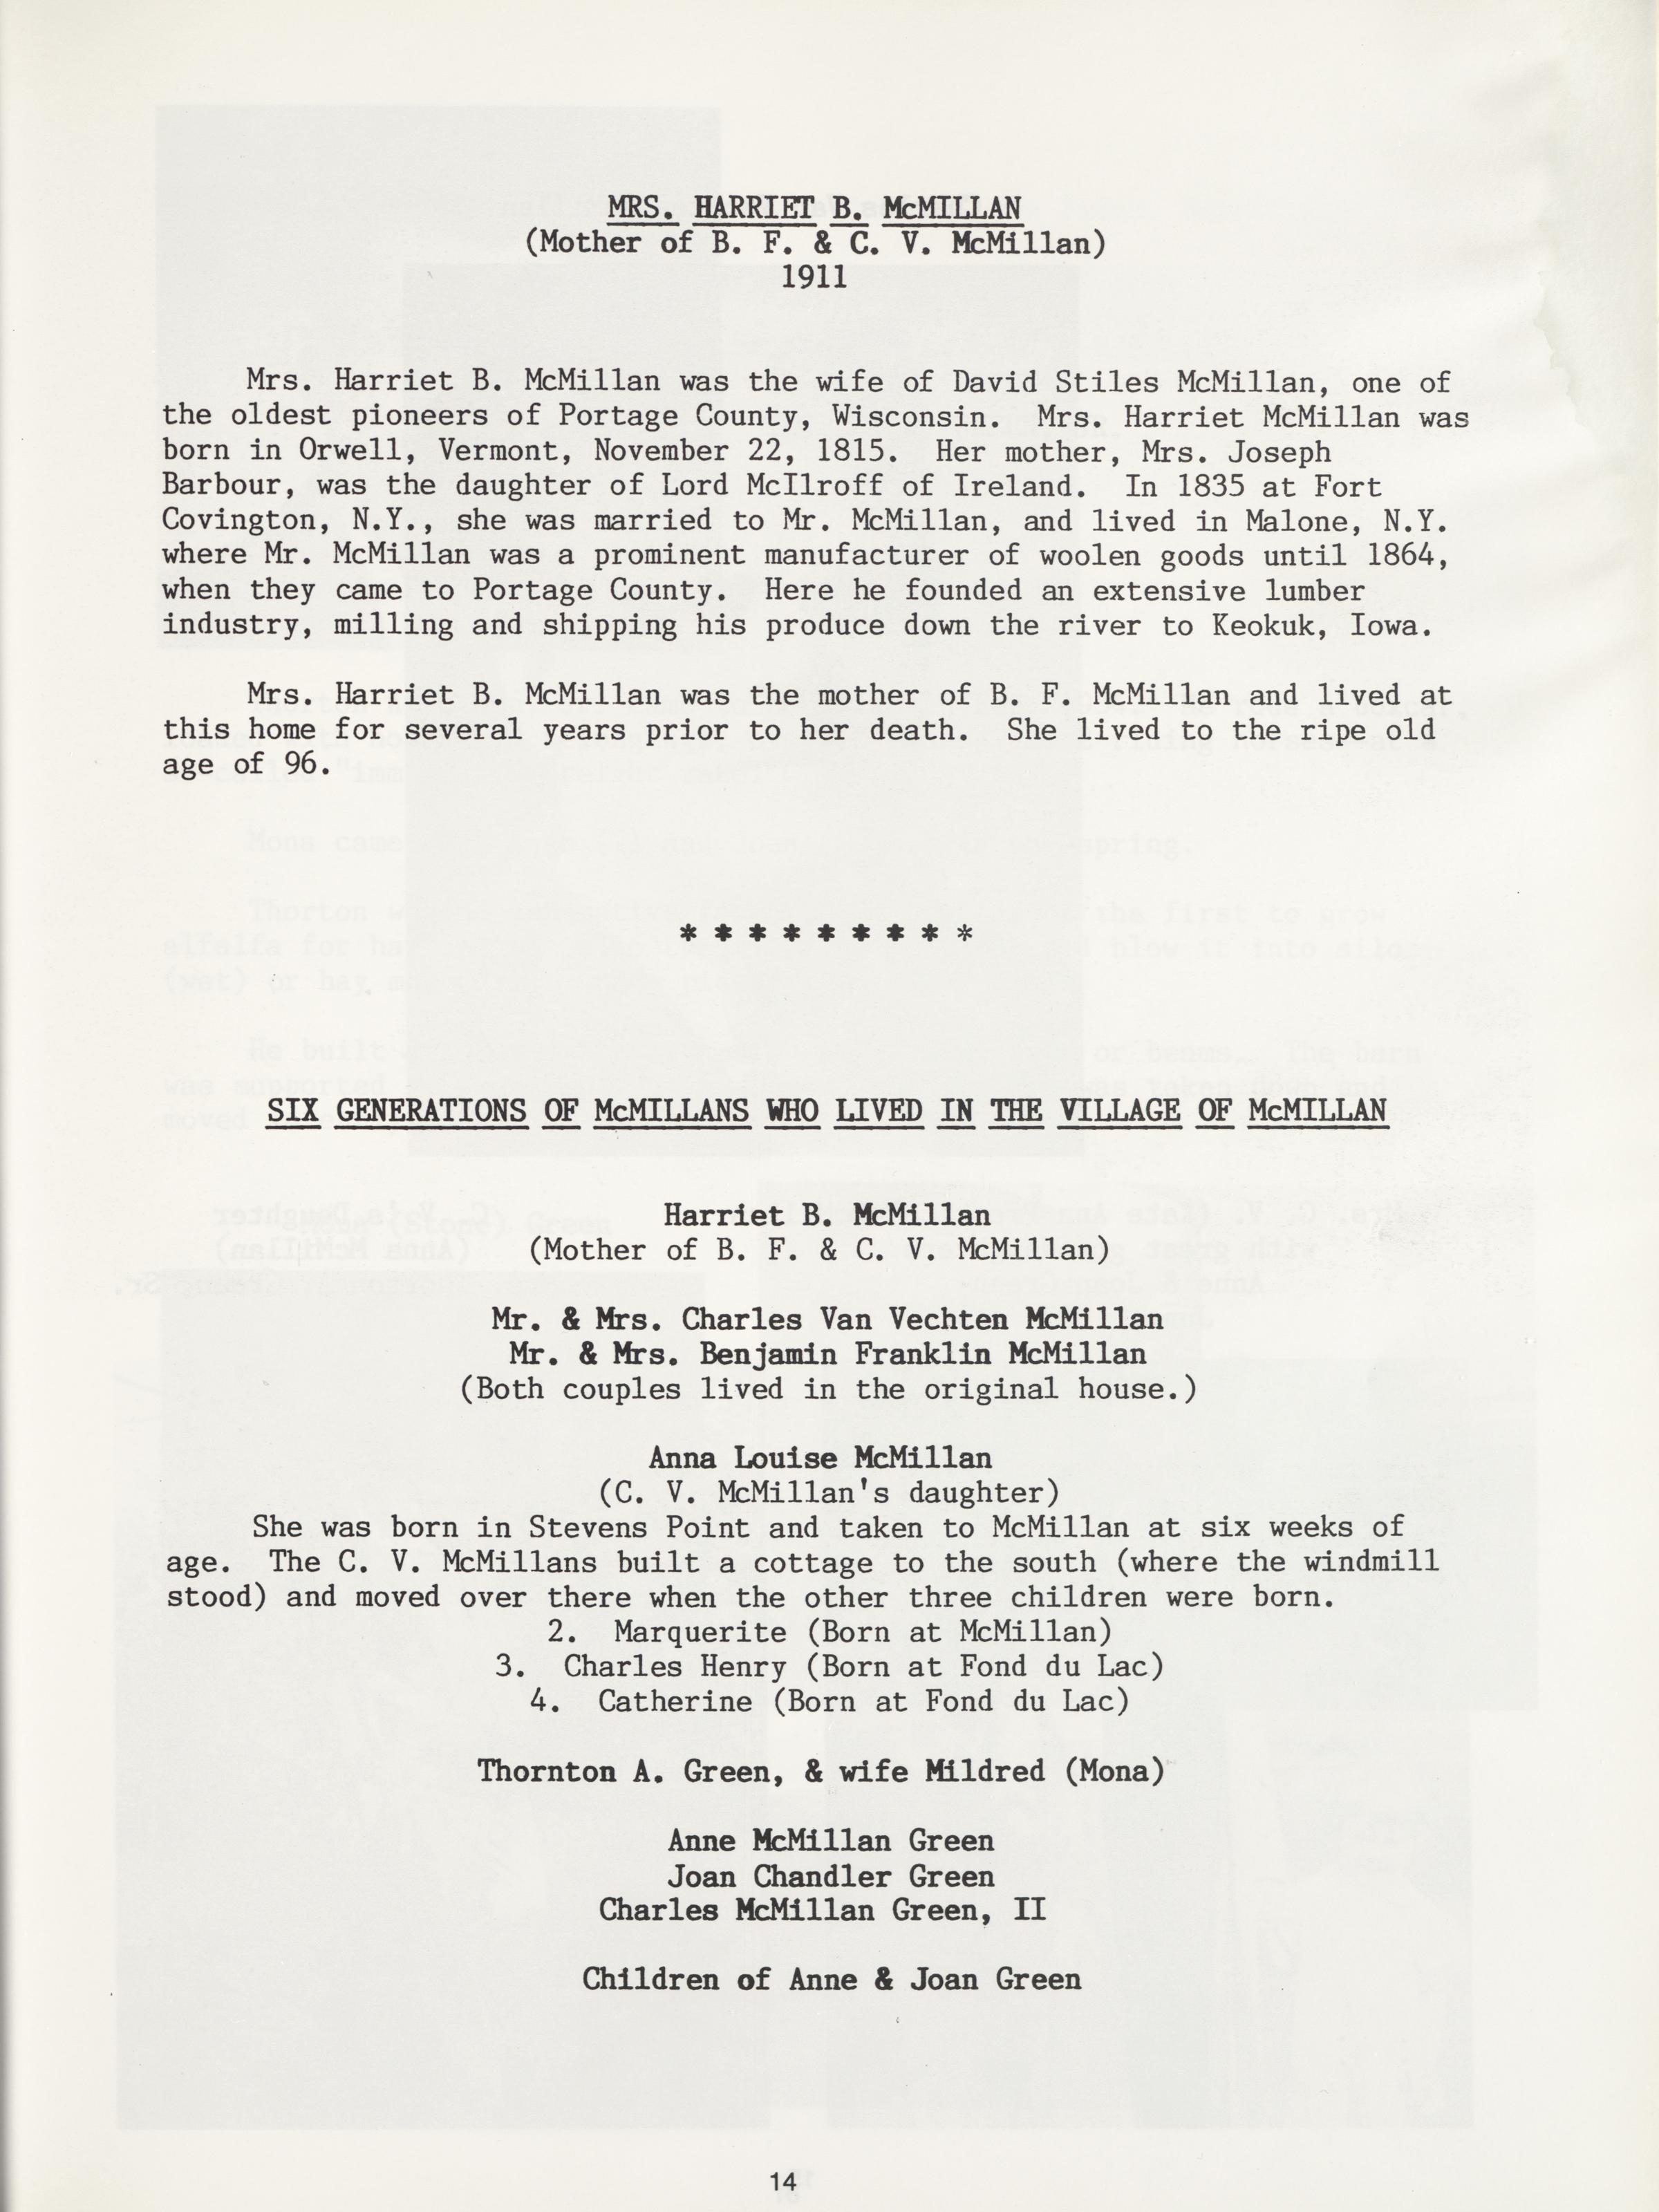 MRS. HARRIET B. McMILLAN
(Mother of B. F. & C. V. McMillan)
1911
Mrs. Harriet B. McMillan was the wife of David Stiles McMillan, one of
the oldest pioneers of Portage County, Wisconsin. Mrs. Harriet McMillan was
born in Orwell, Vermont, November 22, 1815. Her mother, Mrs. Joseph
Barbour, was the daughter of Lord McIlroff of Ireland. In 1835 at Fort
Covington, N.Y., she was married to Mr. McMillan, and lived in Malone, N.Y.
where Mr. McMillan was a prominent manufacturer of woolen goods until 1864,
when they came to Portage County. Here he founded an extensive lumber
industry, milling and shipping his produce down the river to Keokuk, Iowa.
Mrs. Harriet B. McMillan was the mother of B. F. McMillan and lived at
this home for several years prior to her death. She lived to the ripe old
age of 96.
* * * * * * * * *
SIX GENERATIONS OF McMILLANS WHO LIVED IN THE VILLAGE OF McMILLAN
Harriet B. McMillan
(Mother of B. F. & C. V. McMillan)
Mr. & Mrs. Charles Van Vechten McMillan
Mr. & Mrs. Benjamin Franklin McMillan
(Both couples lived in the original house.)
Anna Louise McMillan
(C. V. McMillan's daughter)
She was born in Stevens Point and taken to McMillan at six weeks of
age. The C. V. McMillans built a cottage to the south (where the windmill
stood) and moved over there when the other three children were born.
2. Marquerite (Born at McMillan)
3. Charles Henry (Born at Fond du Lac)
4. Catherine (Born at Fond du Lac)
Thornton A. Green, & wife Mildred (Mona)
Anne McMillan Green
Joan Chandler Green
Charles McMillan Green, II
Children of Anne & Joan Green
14